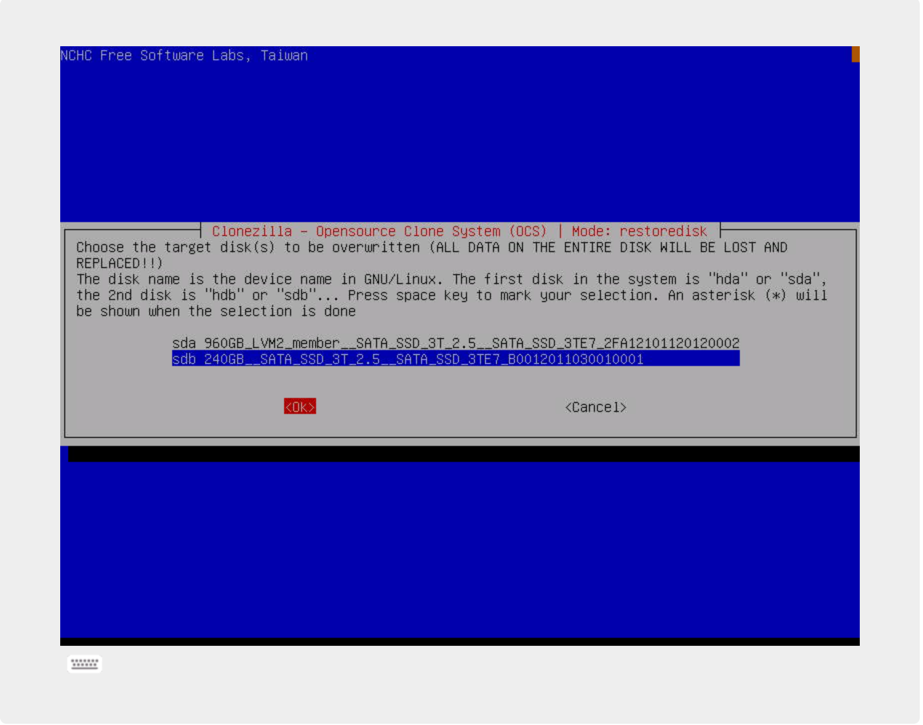 NCHC Free Software Labs, Taiwan
Clonezilla - Opensource Clone System (OCS) | Mode: restoredisk
Choose the target disk(s) to be overwritten (ALL DATA ON THE ENTIRE DISK WILL BE LOST AND
REPLACED!!)
The disk name is the device name in GNU/Linux. The first disk in the system is "hda" or "sda",
the 2nd disk is "hdb" or "sdb"... Press space key to mark your selection. An asterisk (*) will
be shown when the selection is done
sda 960GB_LVM2_member__SATA_SSD_3T_2.5__SATA_SSD_3TE7_2FA12101120120002
sdb 240GB__SATA_SSD_3T_2.5__SATA_SSD_3TE7_B0012011030010001
<Ok> <Cancel>